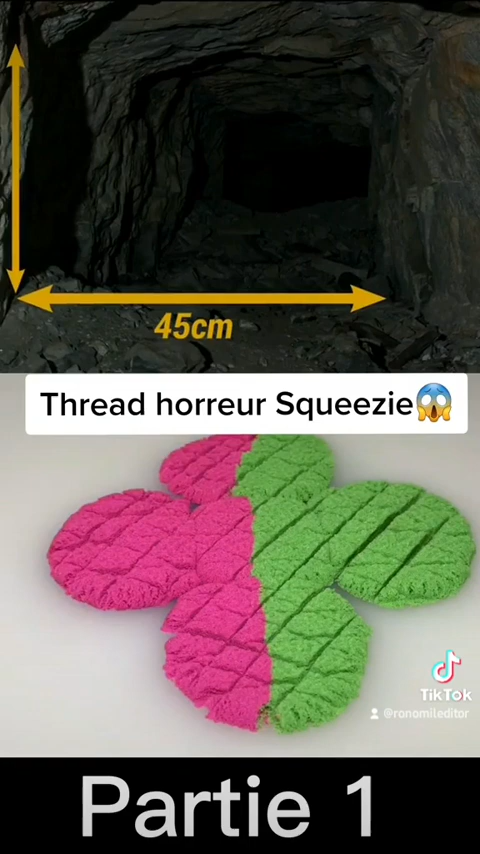 45cm
Thread horreur Squeezie😱
TikTok
@ronomileditor
Partie 1